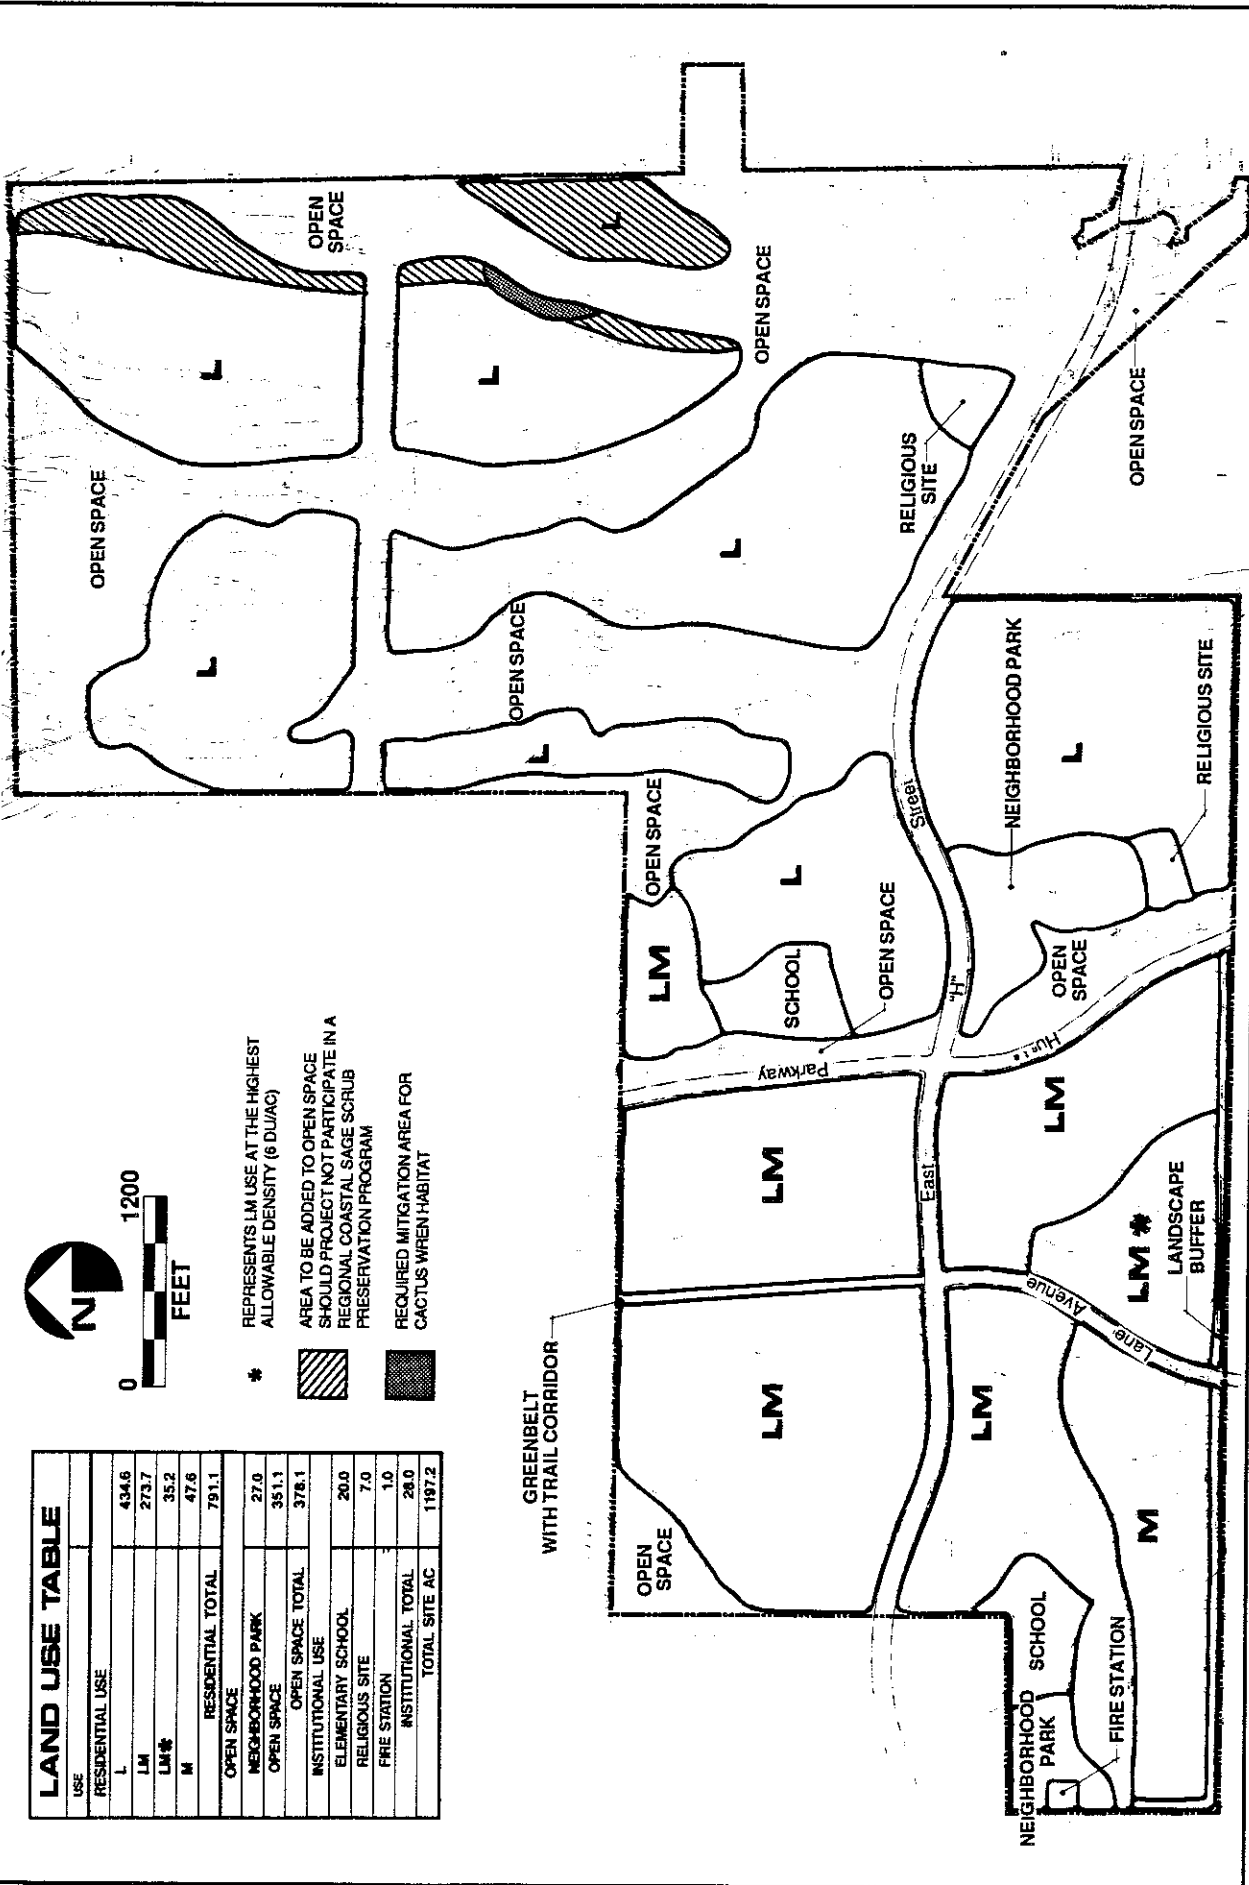 LAND USE TABLE
USE
RESIDENTIAL USE
L 434.6
LM 273.7
LM* 35.2
M 47.6
RESIDENTIAL TOTAL 791.1
OPEN SPACE
NEIGHBORHOOD PARK 27.0
OPEN SPACE 351.1
OPEN SPACE TOTAL 378.1
INSTITUTIONAL USE
ELEMENTARY SCHOOL 20.0
RELIGIOUS SITE 7.0
FIRE STATION 1.0
INSTITUTIONAL TOTAL 28.0
TOTAL SITE AC 1197.2
N
0 1200
FEET
* REPRESENTS LM USE AT THE HIGHEST
ALLOWABLE DENSITY (6 DU/AC)
AREA TO BE ADDED TO OPEN SPACE
SHOULD PROJECT NOT PARTICIPATE IN A
REGIONAL COASTAL SAGE SCRUB
PRESERVATION PROGRAM
REQUIRED MITIGATION AREA FOR
CACTUS WREN HABITAT
OPEN SPACE
OPEN
SPACE
L
L
L
L
L
L
OPEN SPACE
OPEN SPACE
RELIGIOUS
SITE
OPEN SPACE
GREENBELT
WITH TRAIL CORRIDOR
OPEN
SPACE
LM
LM
LM
OPEN SPACE
SCHOOL
L
OPEN SPACE
Parkway
East
"H"
Street
NEIGHBORHOOD PARK
L
RELIGIOUS SITE
OPEN
SPACE
LM
LM
LM*
LANDSCAPE
BUFFER
Lane
Avenue
M
SCHOOL
NEIGHBORHOOD
PARK
FIRE STATION